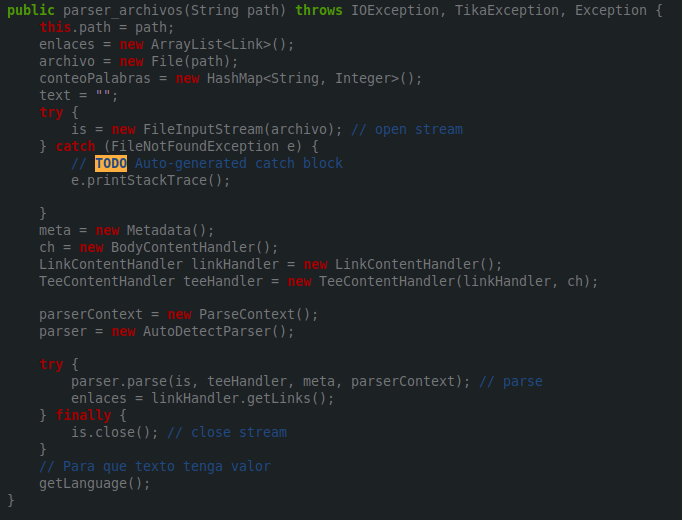 public parser_archivos(String path) throws IOException, TikaException, Exception {
    this.path = path;
    enlaces = new ArrayList<Link>();
    archivo = new File(path);
    conteoPalabras = new HashMap<String, Integer>();
    text = "";
    try {
        is = new FileInputStream(archivo); // open stream
    } catch (FileNotFoundException e) {
        // TODO Auto-generated catch block
        e.printStackTrace();
    }
    meta = new Metadata();
    ch = new BodyContentHandler();
    LinkContentHandler linkHandler = new LinkContentHandler();
    TeeContentHandler teeHandler = new TeeContentHandler(linkHandler, ch);
    parserContext = new ParseContext();
    parser = new AutoDetectParser();
    try {
        parser.parse(is, teeHandler, meta, parserContext); // parse
        enlaces = linkHandler.getLinks();
    } finally {
        is.close(); // close stream
    }
    // Para que texto tenga valor
    getLanguage();
}